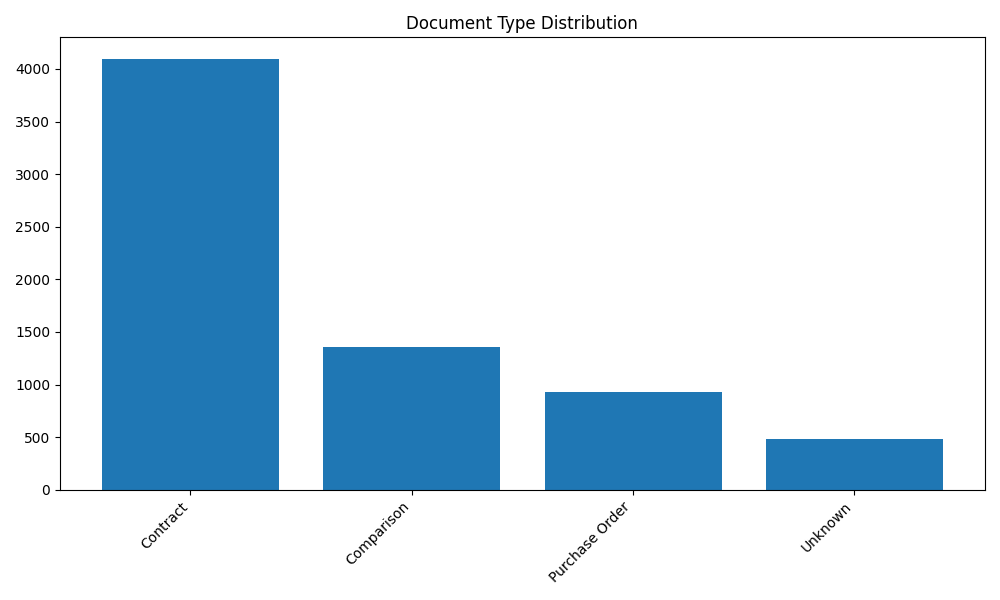 Document Type Distribution
4000
3500
3000
2500
2000
1500
1000
500
0
Contract
Comparison
Purchase Order
Unknown